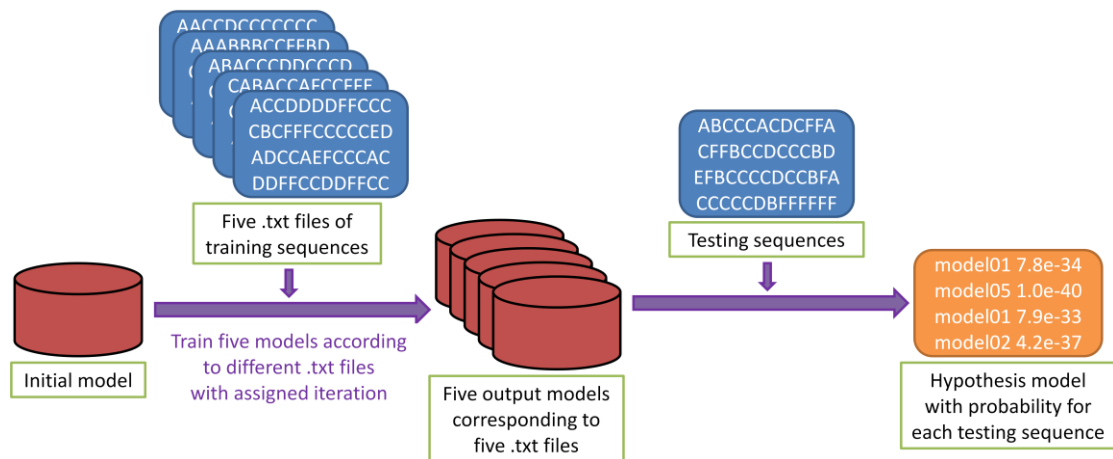 AACCDCCCCCCC
AAABBBCCFFBD
ABACCCDDCCCD
CABACCAFCCFFF
ACCDDDDFFCCC
CBCFFFCCCCCED
ADCCAEFCCCAC
DDFFCCDDFFCC
Five .txt files of
training sequences
Initial model
Train five models according
to different .txt files
with assigned iteration
Five output models
corresponding to
five .txt files
ABCCCACDCFFA
CFFBCCDCCCBD
EFBCCCCDCCBFA
CCCCCDBFFFFFF
Testing sequences
model01 7.8e-34
model05 1.0e-40
model01 7.9e-33
model02 4.2e-37
Hypothesis model
with probability for
each testing sequence